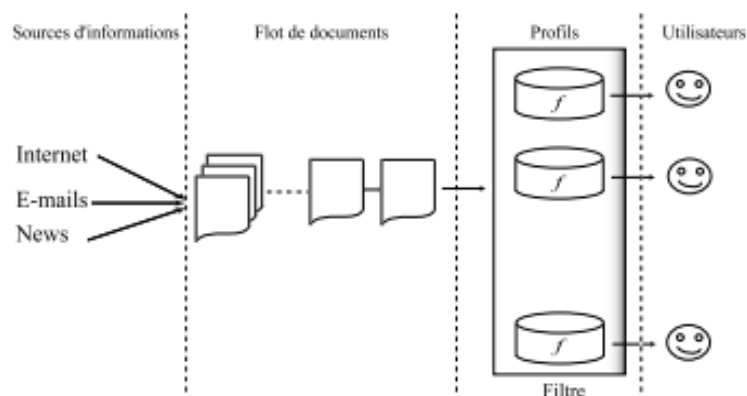 Sources d'informations
Flot de documents
Profils
Utilisateurs
f
Internet
f
E-mails
News
f
Filtre